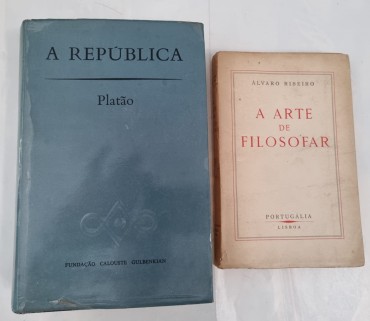 A REPÚBLICA
Platão
FUNDAÇÃO CALOUSTE GULBENKIAN
ÁLVARO RIBEIRO
A ARTE
DE
FILOSOFAR
PORTUGÁLIA
LISBOA